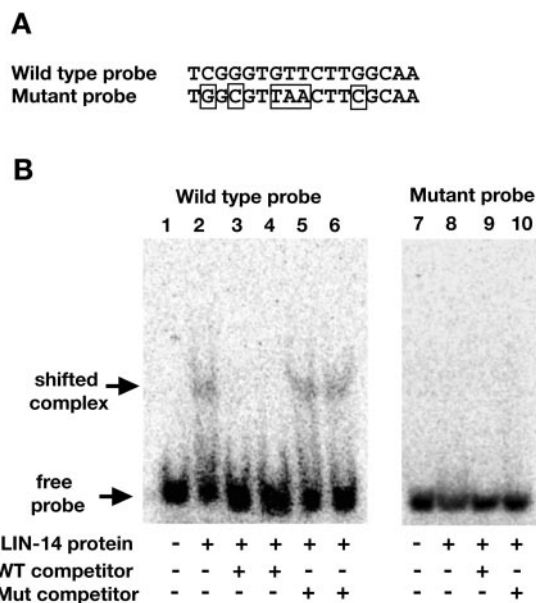 A
Wild type probe TCGGGTGTTCTTGGCAA
Mutant probe TGGCGTTAACTTCGCAA
B
Wild type probe Mutant probe
1 2 3 4 5 6 7 8 9 10
shifted
complex
free
probe
LIN-14 protein - + + + + + - + + +
WT competitor - - + + - - - - + -
Mut competitor - - - - + + - - - +